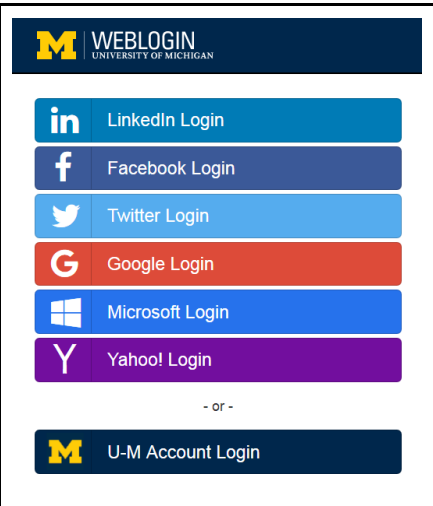 M WEBLOGIN
UNIVERSITY OF MICHIGAN
in LinkedIn Login
f Facebook Login
Twitter Login
G Google Login
Microsoft Login
Y Yahoo! Login
- or -
M U-M Account Login